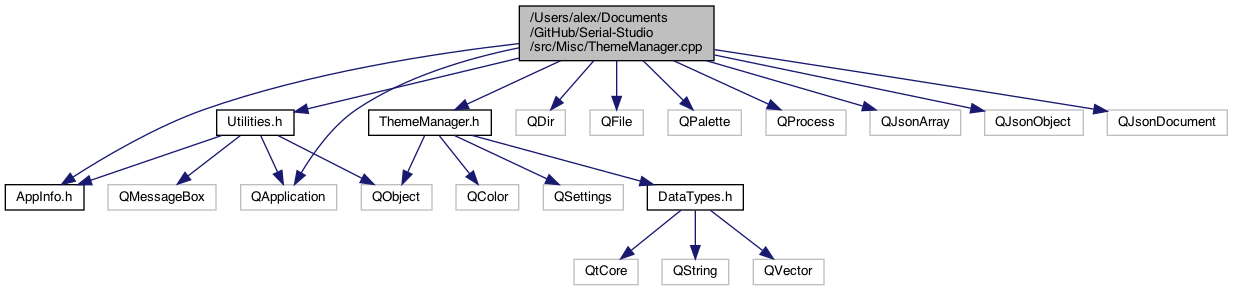 /Users/alex/Documents
/GitHub/Serial-Studio
/src/Misc/ThemeManager.cpp
Utilities.h
ThemeManager.h
QDir
QFile
QPalette
QProcess
QJsonArray
QJsonObject
QJsonDocument
AppInfo.h
QMessageBox
QApplication
QObject
QColor
QSettings
DataTypes.h
QtCore
QString
QVector